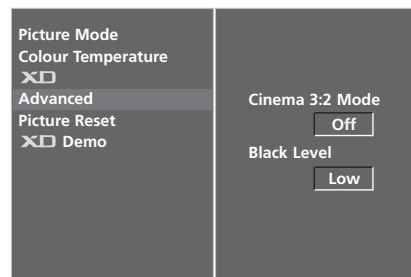 Picture Mode
Colour Temperature
XD
Advanced
Picture Reset
XD Demo
Cinema 3:2 Mode
Off
Black Level
Low